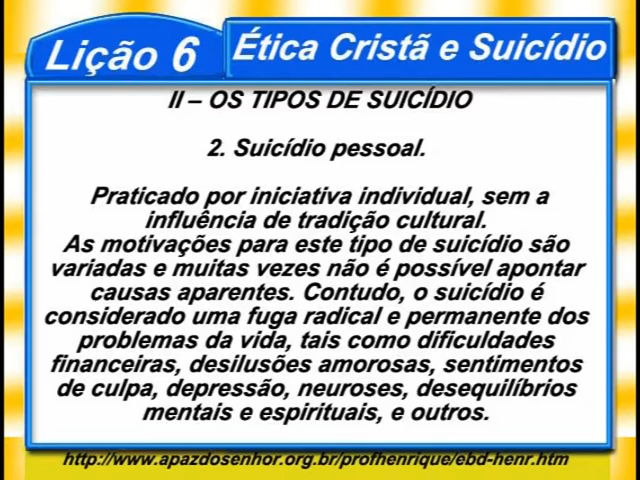 Lição 6
Ética Cristã e Suicídio
II – OS TIPOS DE SUICÍDIO
2. Suicídio pessoal.
Praticado por iniciativa individual, sem a
influência de tradição cultural.
As motivações para este tipo de suicídio são
variadas e muitas vezes não é possível apontar
causas aparentes. Contudo, o suicídio é
considerado uma fuga radical e permanente dos
problemas da vida, tais como dificuldades
financeiras, desilusões amorosas, sentimentos
de culpa, depressão, neuroses, desequilíbrios
mentais e espirituais, e outros.
http://www.apazdosenhor.org.br/profhenrique/ebd-henr.htm